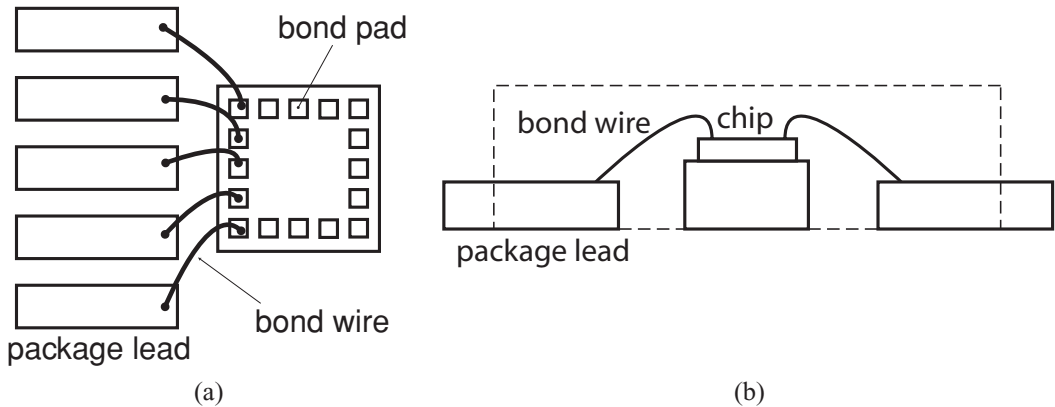 bond pad
bond wire
package lead
(a)
bond wire
chip
package lead
(b)